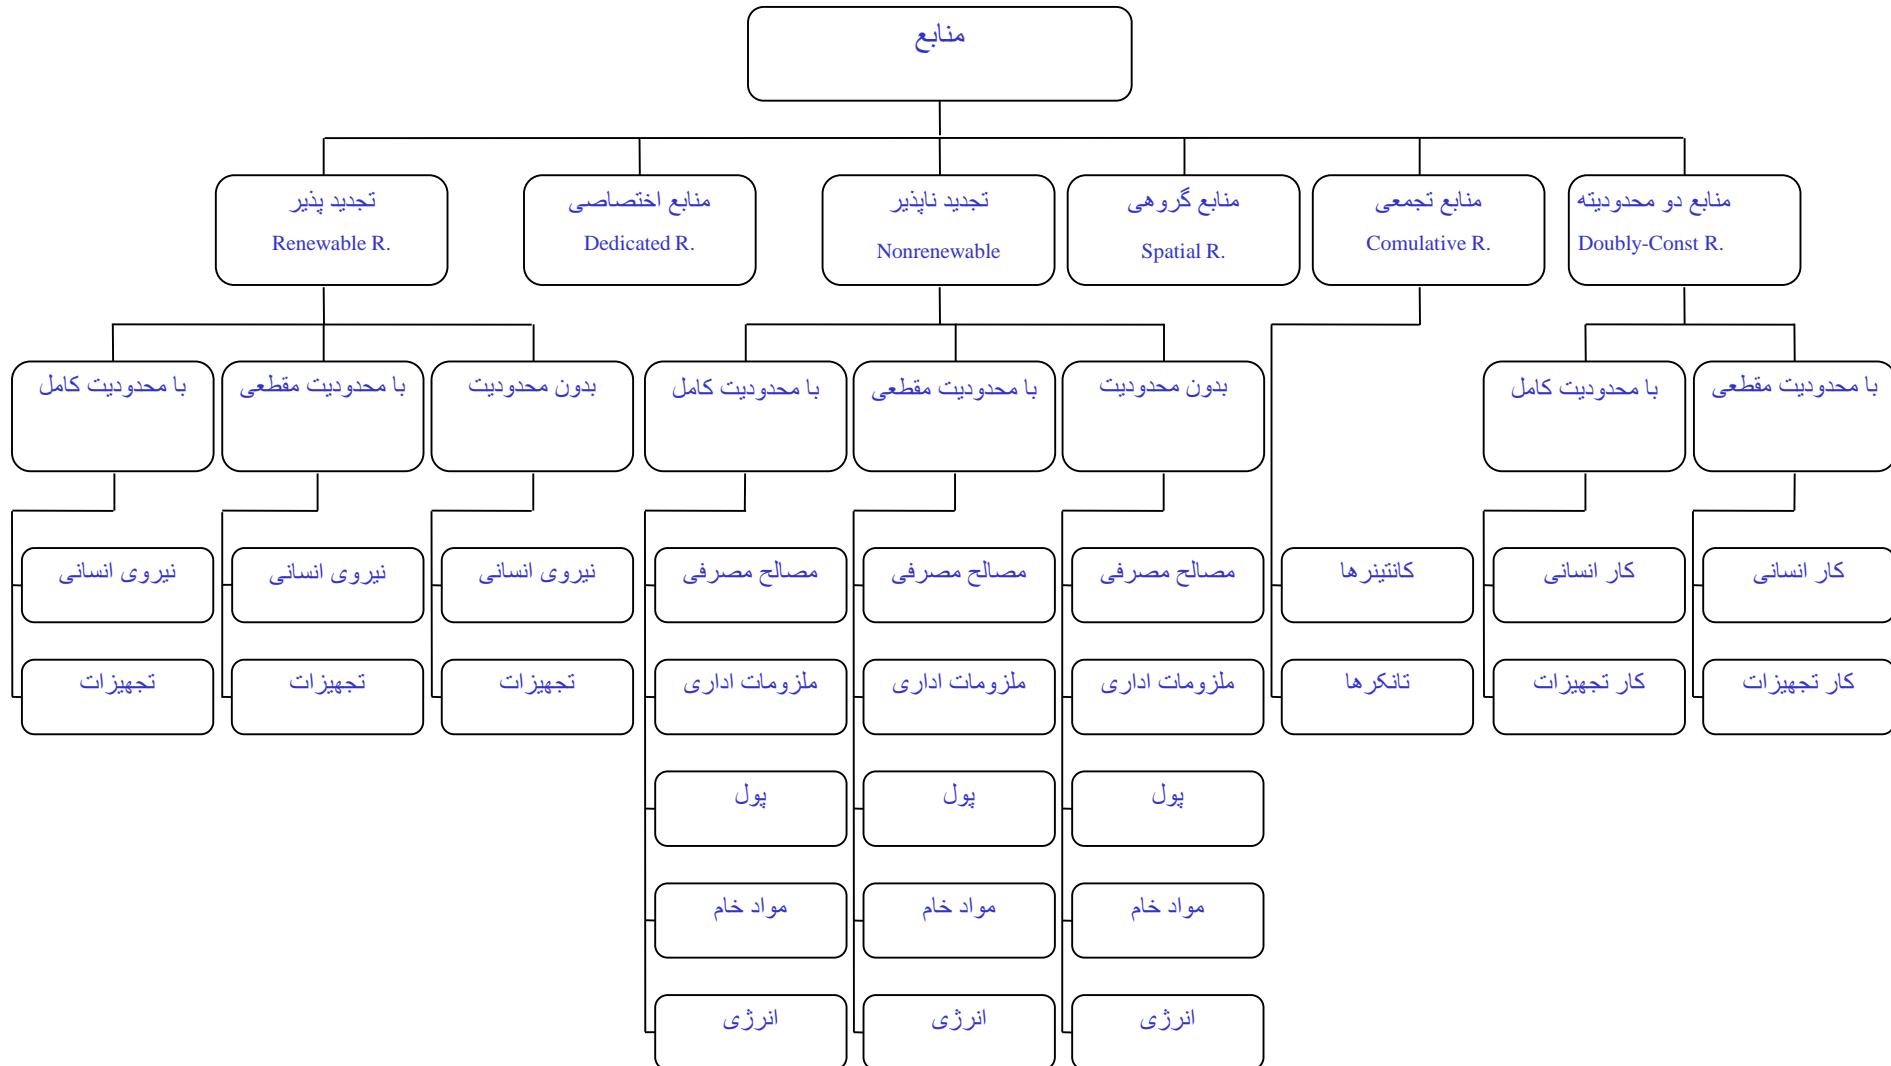 منابع
تجدید پذیر
Renewable R.
منابع اختصاصی
Dedicated R.
تجدید ناپذیر
Nonrenewable
منابع گروهی
Spatial R.
منابع تجمعی
Comulative R.
منابع دو محدودیته
Doubly-Const R.
با محدودیت کامل
با محدودیت مقطعی
بدون محدودیت
با محدودیت کامل
با محدودیت مقطعی
بدون محدودیت
با محدودیت کامل
با محدودیت مقطعی
نیروی انسانی
نیروی انسانی
نیروی انسانی
مصالح مصرفی
مصالح مصرفی
مصالح مصرفی
کانتینرها
کار انسانی
کار انسانی
تجهیزات
تجهیزات
تجهیزات
ملزومات اداری
ملزومات اداری
ملزومات اداری
تانکرها
کار تجهیزات
کار تجهیزات
پول
پول
پول
مواد خام
مواد خام
مواد خام
انرژی
انرژی
انرژی